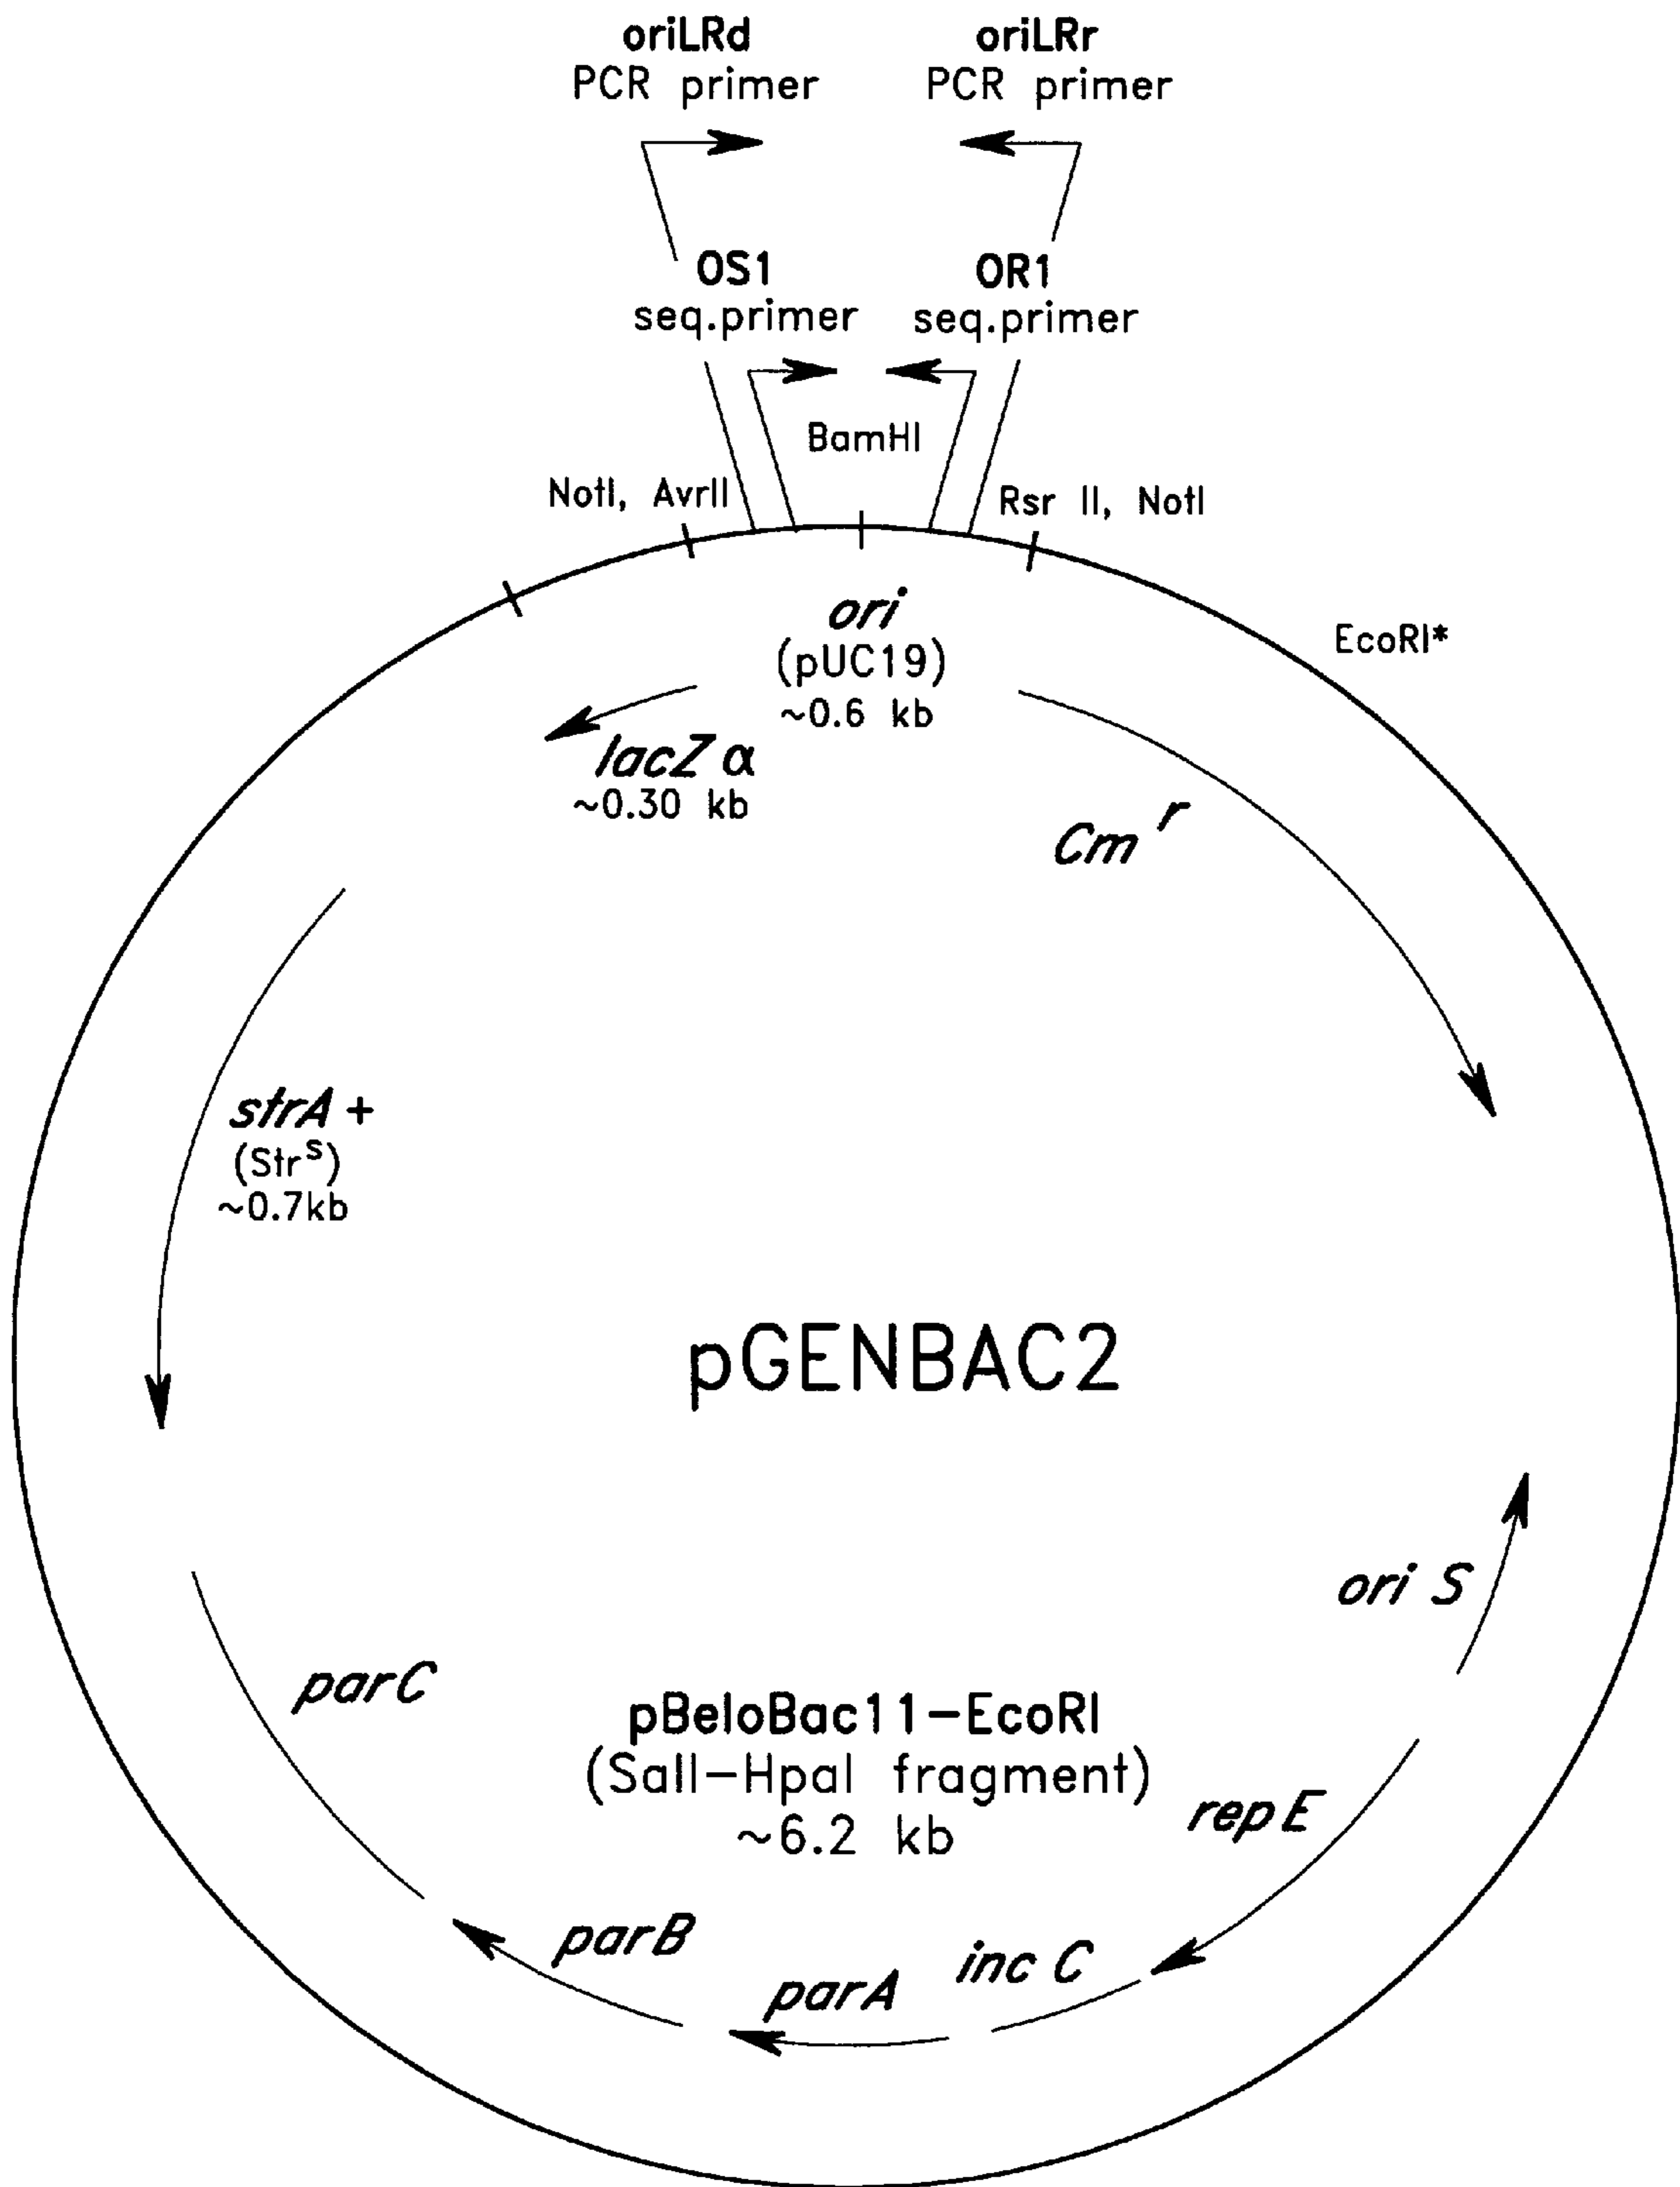 oriLRd
PCR primer
oriLRr
PCR primer
OS1
seq.primer
OR1
seq.primer
BamHI
NotI, AvrII
Rsr II, NotI
EcoRI*
ori
(pUC19)
~0.6 kb
lacZ α
~0.30 kb
Cm r
strA +
(Str s)
~0.7kb
pGENBAC2
ori S
parC
pBeloBac11-EcoRI
(SalI-HpaI fragment)
~6.2 kb
rep E
parB
inc C
parA